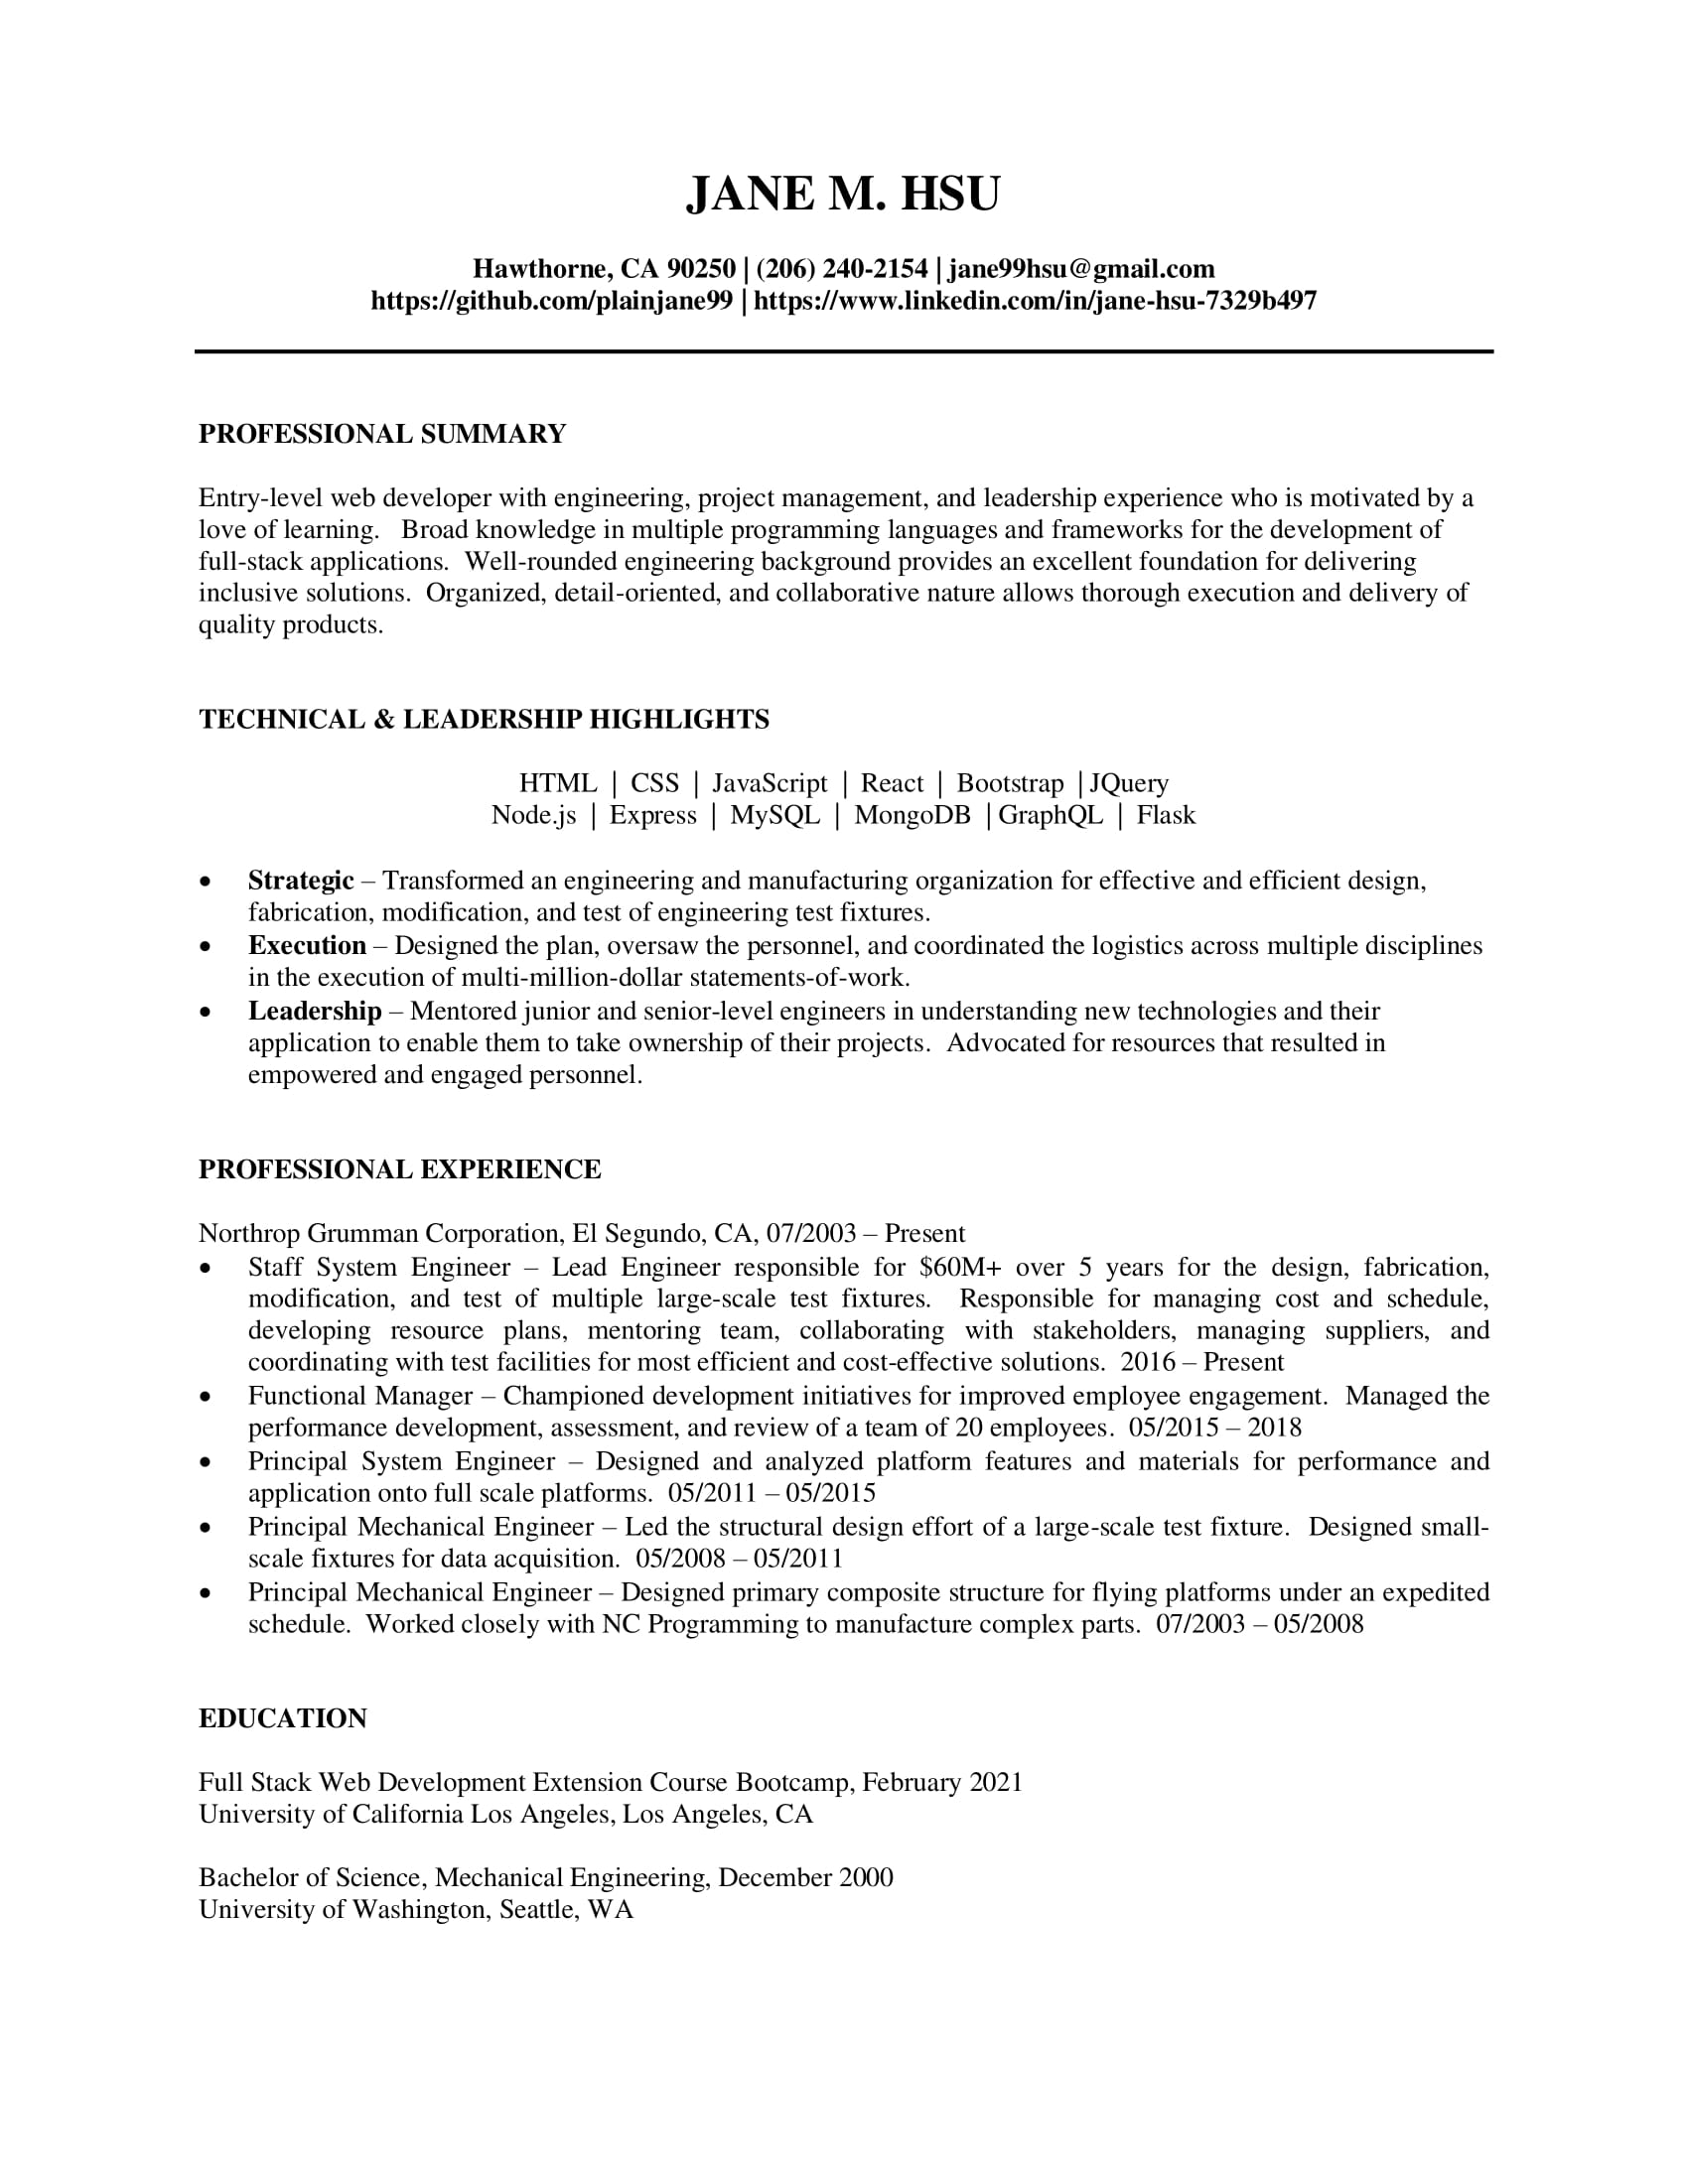 JANE M. HSU
Hawthorne, CA 90250 | (206) 240-2154 | jane99hsu@gmail.com
https://github.com/plainjane99 | https://www.linkedin.com/in/jane-hsu-7329b497
PROFESSIONAL SUMMARY
Entry-level web developer with engineering, project management, and leadership experience who is motivated by a
love of learning.   Broad knowledge in multiple programming languages and frameworks for the development of
full-stack applications.  Well-rounded engineering background provides an excellent foundation for delivering
inclusive solutions.  Organized, detail-oriented, and collaborative nature allows thorough execution and delivery of
quality products.
TECHNICAL & LEADERSHIP HIGHLIGHTS
HTML | CSS | JavaScript | React | Bootstrap | JQuery
Node.js | Express | MySQL | MongoDB | GraphQL | Flask
• Strategic – Transformed an engineering and manufacturing organization for effective and efficient design,
fabrication, modification, and test of engineering test fixtures.
• Execution – Designed the plan, oversaw the personnel, and coordinated the logistics across multiple disciplines
in the execution of multi-million-dollar statements-of-work.
• Leadership – Mentored junior and senior-level engineers in understanding new technologies and their
application to enable them to take ownership of their projects.  Advocated for resources that resulted in
empowered and engaged personnel.
PROFESSIONAL EXPERIENCE
Northrop Grumman Corporation, El Segundo, CA, 07/2003 – Present
• Staff System Engineer – Lead Engineer responsible for $60M+ over 5 years for the design, fabrication,
modification, and test of multiple large-scale test fixtures.  Responsible for managing cost and schedule,
developing resource plans, mentoring team, collaborating with stakeholders, managing suppliers, and
coordinating with test facilities for most efficient and cost-effective solutions.  2016 – Present
• Functional Manager – Championed development initiatives for improved employee engagement.  Managed the
performance development, assessment, and review of a team of 20 employees.  05/2015 – 2018
• Principal System Engineer – Designed and analyzed platform features and materials for performance and
application onto full scale platforms.  05/2011 – 05/2015
• Principal Mechanical Engineer – Led the structural design effort of a large-scale test fixture.  Designed small-
scale fixtures for data acquisition.  05/2008 – 05/2011
• Principal Mechanical Engineer – Designed primary composite structure for flying platforms under an expedited
schedule.  Worked closely with NC Programming to manufacture complex parts.  07/2003 – 05/2008
EDUCATION
Full Stack Web Development Extension Course Bootcamp, February 2021
University of California Los Angeles, Los Angeles, CA
Bachelor of Science, Mechanical Engineering, December 2000
University of Washington, Seattle, WA